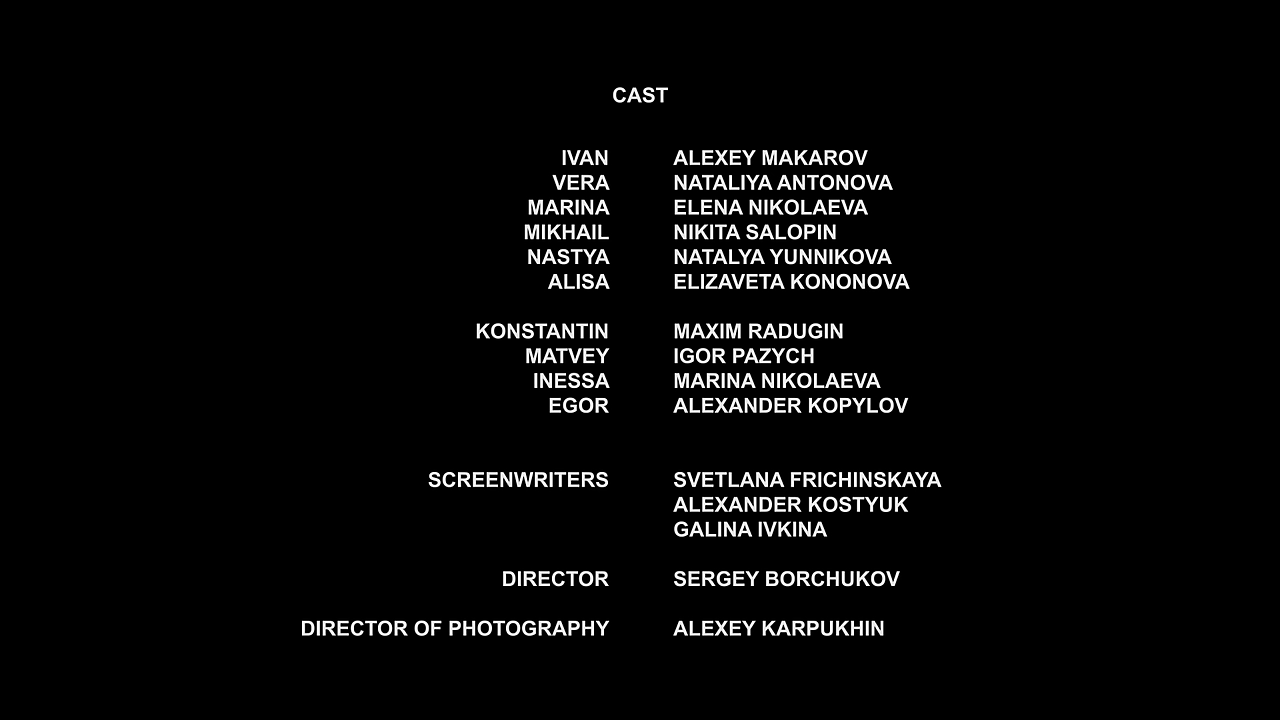 CAST
IVAN ALEXEY MAKAROV
VERA NATALIYA ANTONOVA
MARINA ELENA NIKOLAEVA
MIKHAIL NIKITA SALOPIN
NASTYA NATALYA YUNNIKOVA
ALISA ELIZAVETA KONONOVA
KONSTANTIN MAXIM RADUGIN
MATVEY IGOR PAZYCH
INESSA MARINA NIKOLAEVA
EGOR ALEXANDER KOPYLOV
SCREENWRITERS SVETLANA FRICHINSKAYA
ALEXANDER KOSTYUK
GALINA IVKINA
DIRECTOR SERGEY BORCHUKOV
DIRECTOR OF PHOTOGRAPHY ALEXEY KARPUKHIN